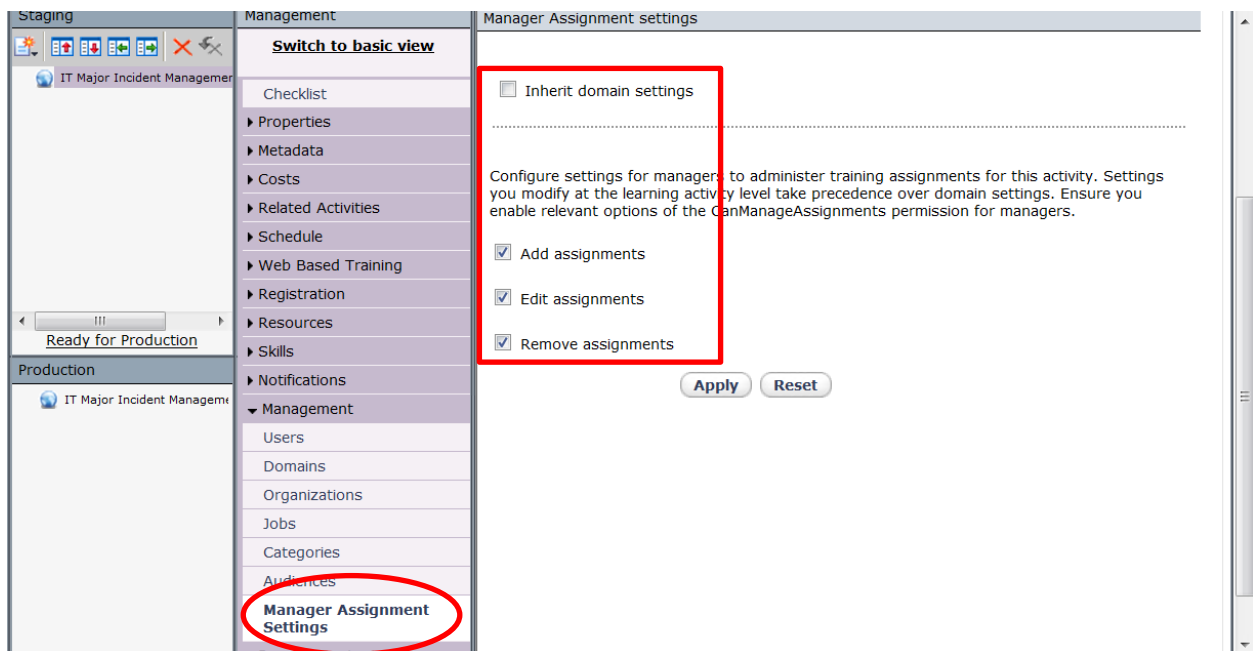 Staging
IT Major Incident Managemer
Ready for Production
Production
IT Major Incident Manageme
Management
Switch to basic view
Checklist
Properties
Metadata
Costs
Related Activities
Schedule
Web Based Training
Registration
Resources
Skills
Notifications
Management
Users
Domains
Organizations
Jobs
Categories
Audiences
Manager Assignment
Settings
Manager Assignment settings
Inherit domain settings
Configure settings for managers to administer training assignments for this activity. Settings
you modify at the learning activity level take precedence over domain settings. Ensure you
enable relevant options of the CanManageAssignments permission for managers.
Add assignments
Edit assignments
Remove assignments
Apply Reset